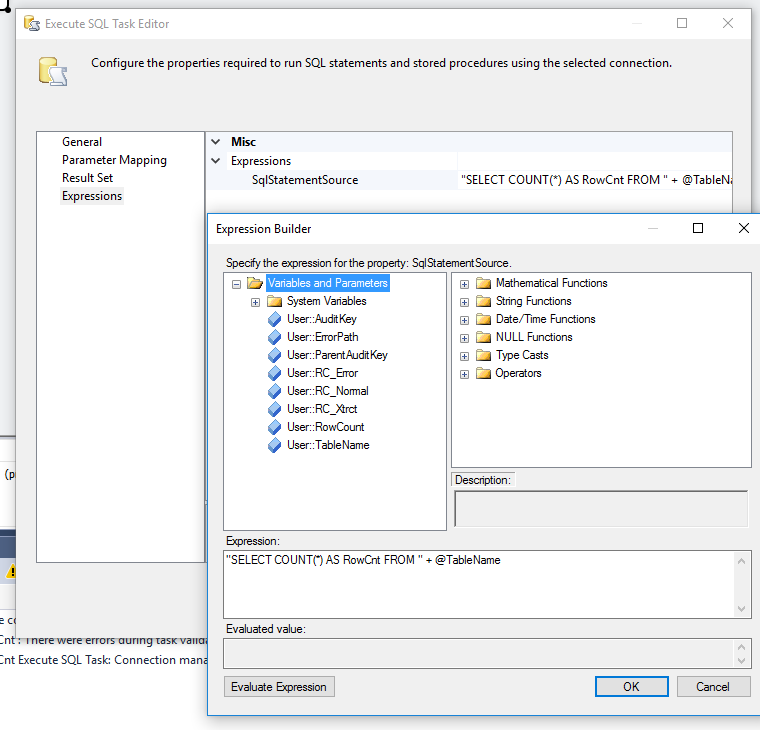 Execute SQL Task Editor
Configure the properties required to run SQL statements and stored procedures using the selected connection.
General
Parameter Mapping
Result Set
Expressions
Misc
Expressions
SqlStatementSource
"SELECT COUNT(*) AS RowCnt FROM " + @TableNa
Expression Builder
Specify the expression for the property: SqlStatementSource.
Variables and Parameters
System Variables
User::AuditKey
User::ErrorPath
User::ParentAuditKey
User::RC_Error
User::RC_Normal
User::RC_Xtrct
User::RowCount
User::TableName
Mathematical Functions
String Functions
Date/Time Functions
NULL Functions
Type Casts
Operators
Description:
Expression:
"SELECT COUNT(*) AS RowCnt FROM " + @TableName
Evaluated value:
Evaluate Expression
OK
Cancel
(p
e co
Cnt : There were errors during task valida
Cnt Execute SQL Task: Connection mana